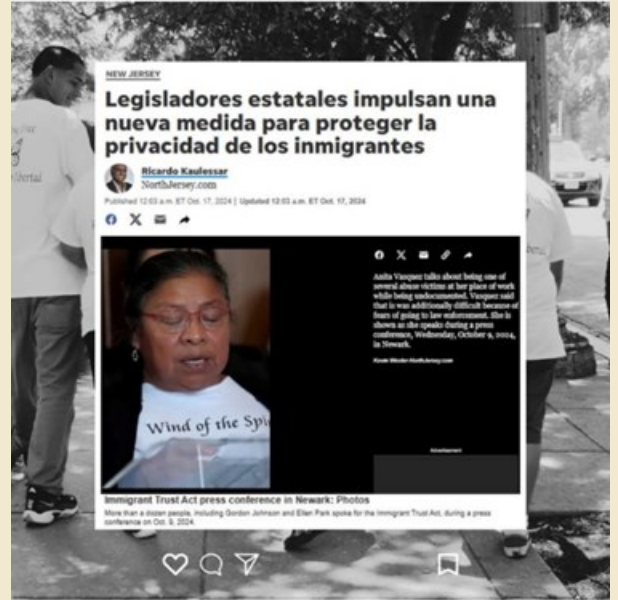 NEW JERSEY
Legisladores estatales impulsan una
nueva medida para proteger la
privacidad de los inmigrantes
Ricardo Kaulessar
NorthJersey.com
Published 12:03 a.m. ET Oct. 17, 2024 | Updated 12:03 a.m. ET Oct. 17, 2024
Anita Vazquez talks about being one of
several abuse victims at her place of work
while being undocumented. Vazquez said
that is was additionally difficult because of
fears of going to law enforcement. She is
shown as she speaks during a press
conference, Wednesday, October 9, 2024,
in Newark.
NorthJersey.com
Wind of the Spi
Advertisement
Immigrant Trust Act press conference in Newark: Photos
More than a dozen people, including Gordon Johnson and Ellen Park spoke for the Immigrant Trust Act, during a press
conference on Oct. 9, 2024.